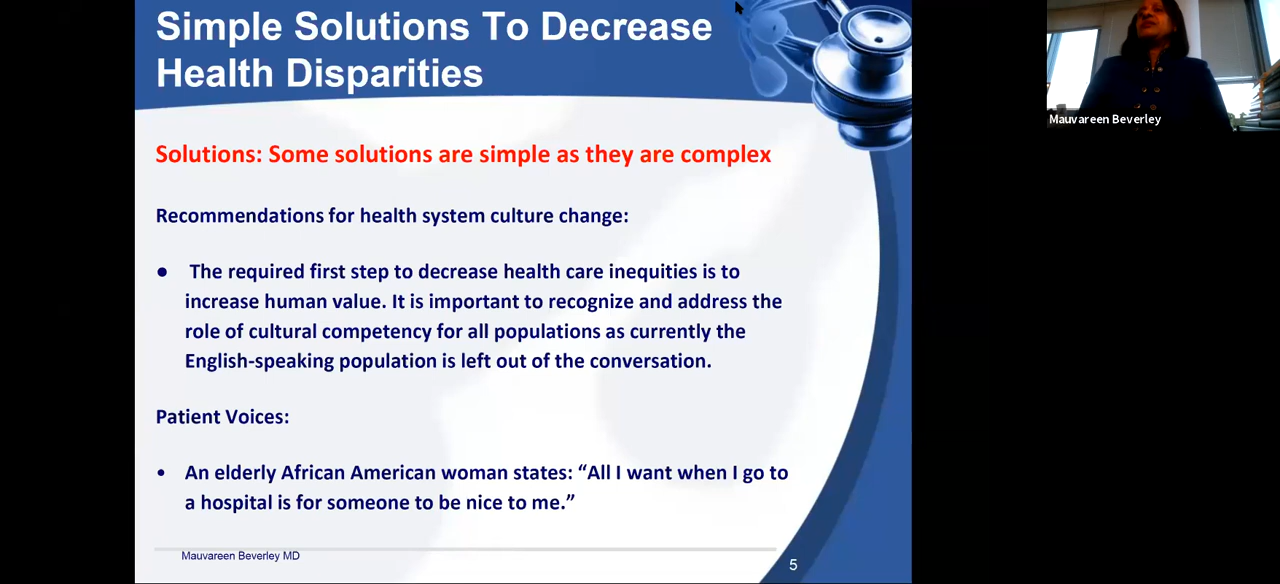 Simple Solutions To Decrease
Health Disparities
Mauvareen Beverley
Solutions: Some solutions are simple as they are complex
Recommendations for health system culture change:
● The required first step to decrease health care inequities is to
increase human value. It is important to recognize and address the
role of cultural competency for all populations as currently the
English-speaking population is left out of the conversation.
Patient Voices:
• An elderly African American woman states: “All I want when I go to
a hospital is for someone to be nice to me.”
Mauvareen Beverley MD
5